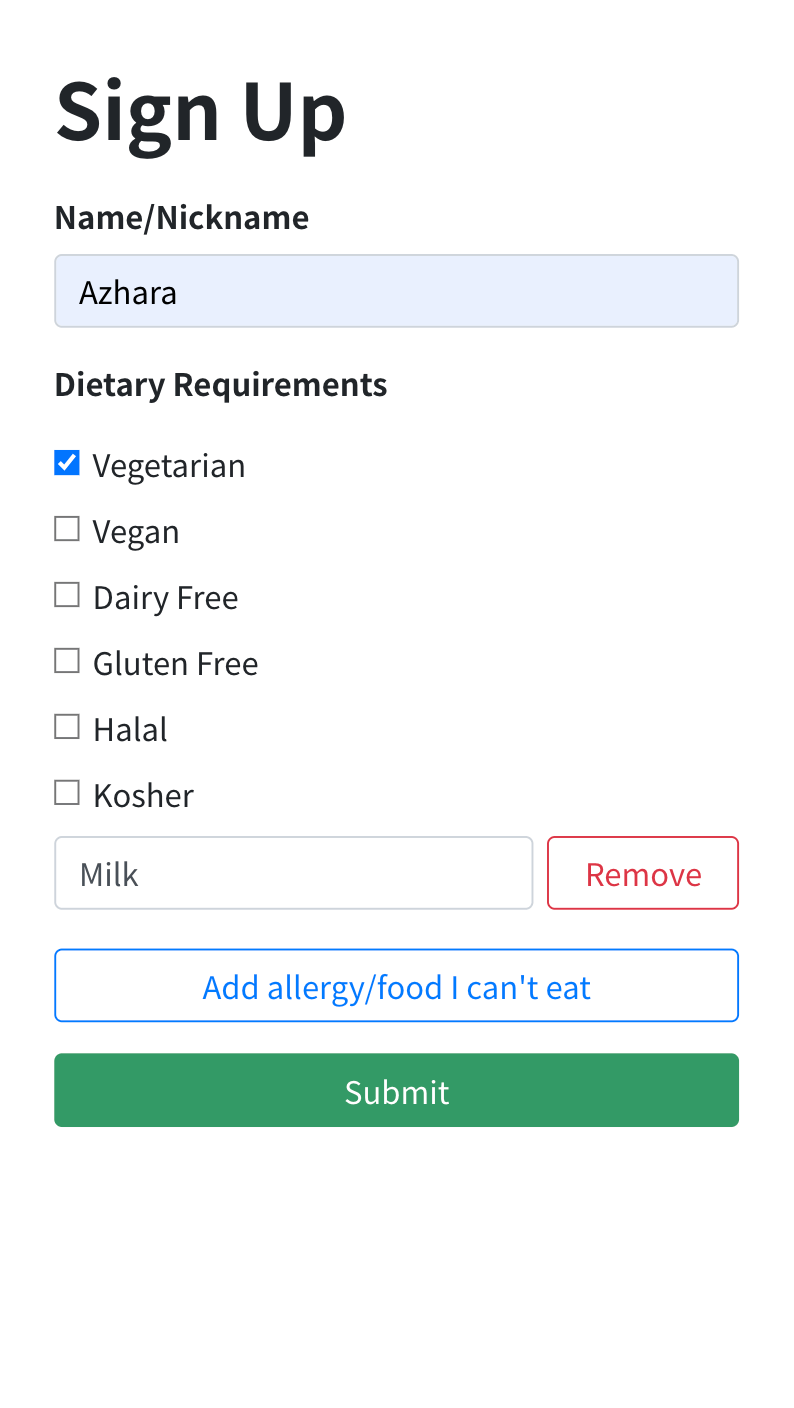 Sign Up
Name/Nickname
Azhara
Dietary Requirements
Vegetarian
Vegan
Dairy Free
Gluten Free
Halal
Kosher
Milk Remove
Add allergy/food I can't eat
Submit